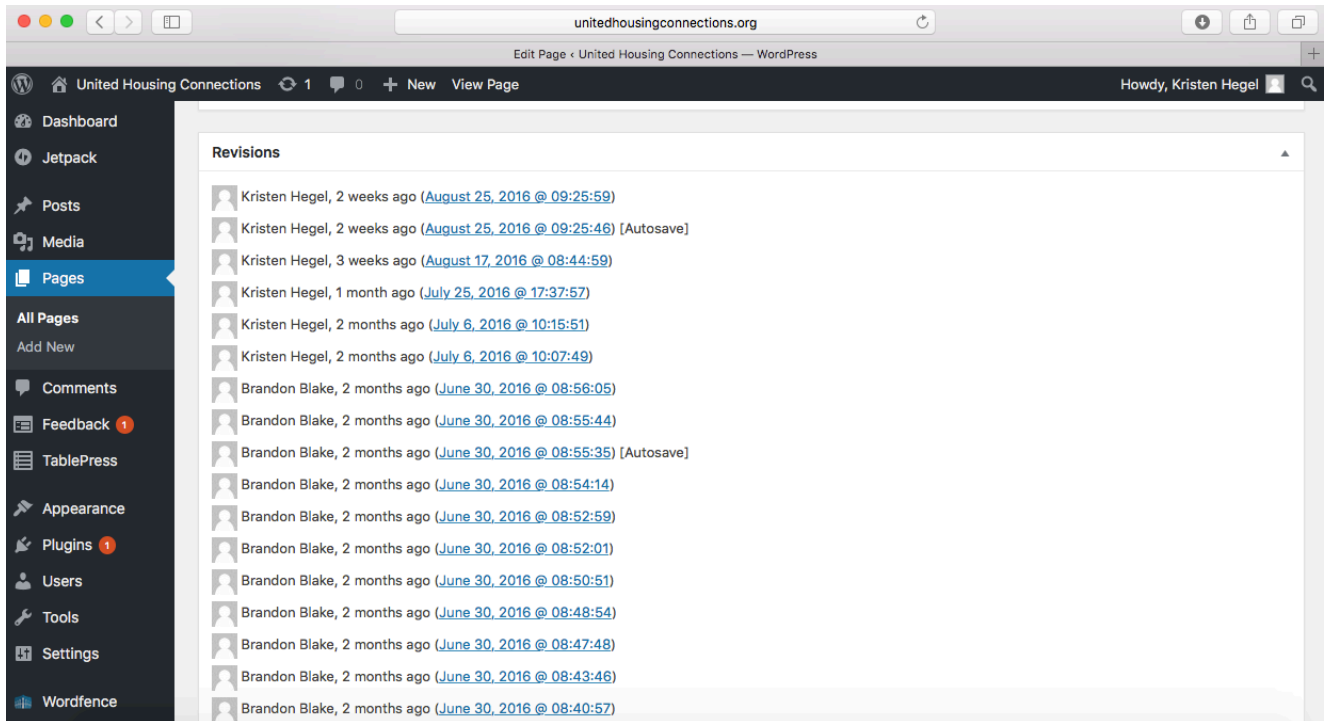 unitedhousingconnections.org
Edit Page ‹ United Housing Connections — WordPress
United Housing Connections 1 0 New View Page Howdy, Kristen Hegel
Dashboard
Jetpack
Posts
Media
Pages
All Pages
Add New
Comments
Feedback 1
TablePress
Appearance
Plugins 1
Users
Tools
Settings
Wordfence
Revisions
Kristen Hegel, 2 weeks ago (August 25, 2016 @ 09:25:59)
Kristen Hegel, 2 weeks ago (August 25, 2016 @ 09:25:46) [Autosave]
Kristen Hegel, 3 weeks ago (August 17, 2016 @ 08:44:59)
Kristen Hegel, 1 month ago (July 25, 2016 @ 17:37:57)
Kristen Hegel, 2 months ago (July 6, 2016 @ 10:15:51)
Kristen Hegel, 2 months ago (July 6, 2016 @ 10:07:49)
Brandon Blake, 2 months ago (June 30, 2016 @ 08:56:05)
Brandon Blake, 2 months ago (June 30, 2016 @ 08:55:44)
Brandon Blake, 2 months ago (June 30, 2016 @ 08:55:35) [Autosave]
Brandon Blake, 2 months ago (June 30, 2016 @ 08:54:14)
Brandon Blake, 2 months ago (June 30, 2016 @ 08:52:59)
Brandon Blake, 2 months ago (June 30, 2016 @ 08:52:01)
Brandon Blake, 2 months ago (June 30, 2016 @ 08:50:51)
Brandon Blake, 2 months ago (June 30, 2016 @ 08:48:54)
Brandon Blake, 2 months ago (June 30, 2016 @ 08:47:48)
Brandon Blake, 2 months ago (June 30, 2016 @ 08:43:46)
Brandon Blake, 2 months ago (June 30, 2016 @ 08:40:57)